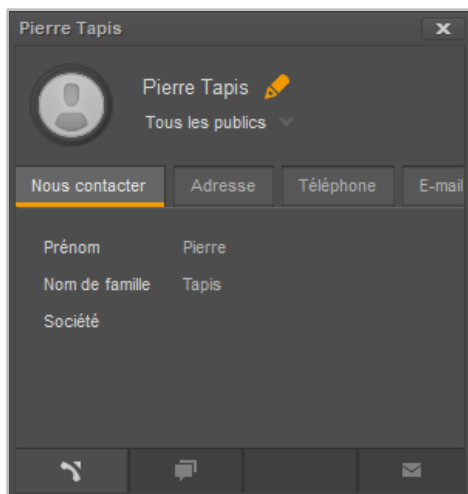 Pierre Tapis
Pierre Tapis
Tous les publics
Nous contacter Adresse Téléphone E-mail
Prénom Pierre
Nom de famille Tapis
Société